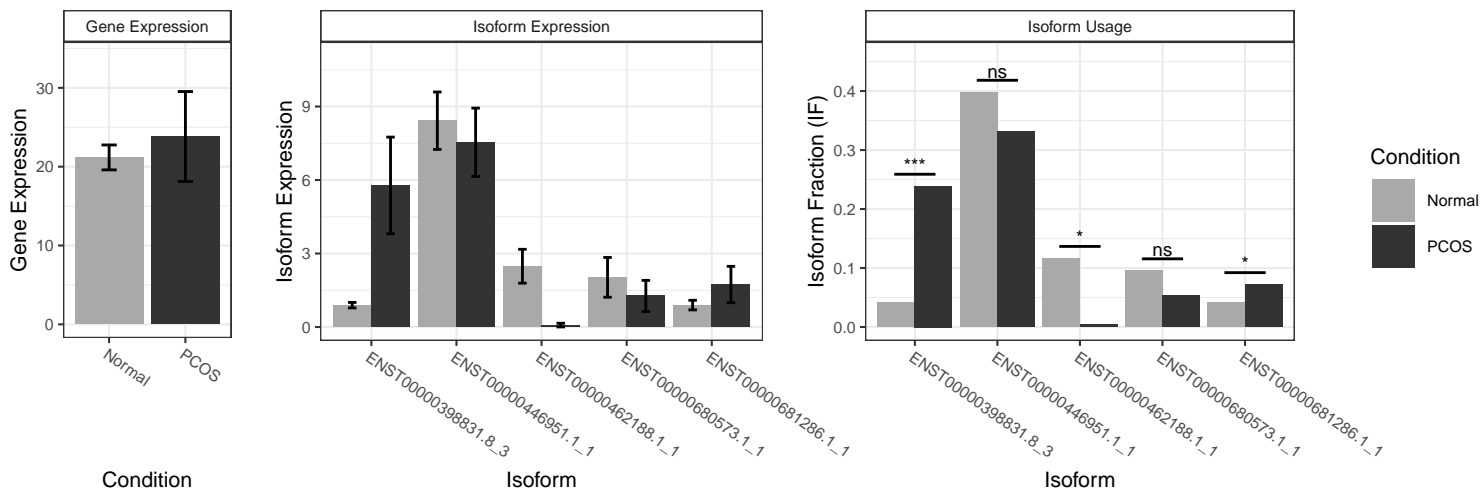 Gene Expression
Gene Expression
30
20
10
0
Normal
PCOS
Condition
Isoform Expression
Isoform Expression
9
6
3
0
ENST00000398831.8_3
ENST00000446951.1_1
ENST00000462188.1_1
ENST00000680573.1_1
ENST00000681286.1_1
Isoform
Isoform Usage
Isoform Fraction (IF)
0.4
0.3
0.2
0.1
0.0
***
ns
*
ns
*
ENST00000398831.8_3
ENST00000446951.1_1
ENST00000462188.1_1
ENST00000680573.1_1
ENST00000681286.1_1
Isoform
Condition
Normal
PCOS